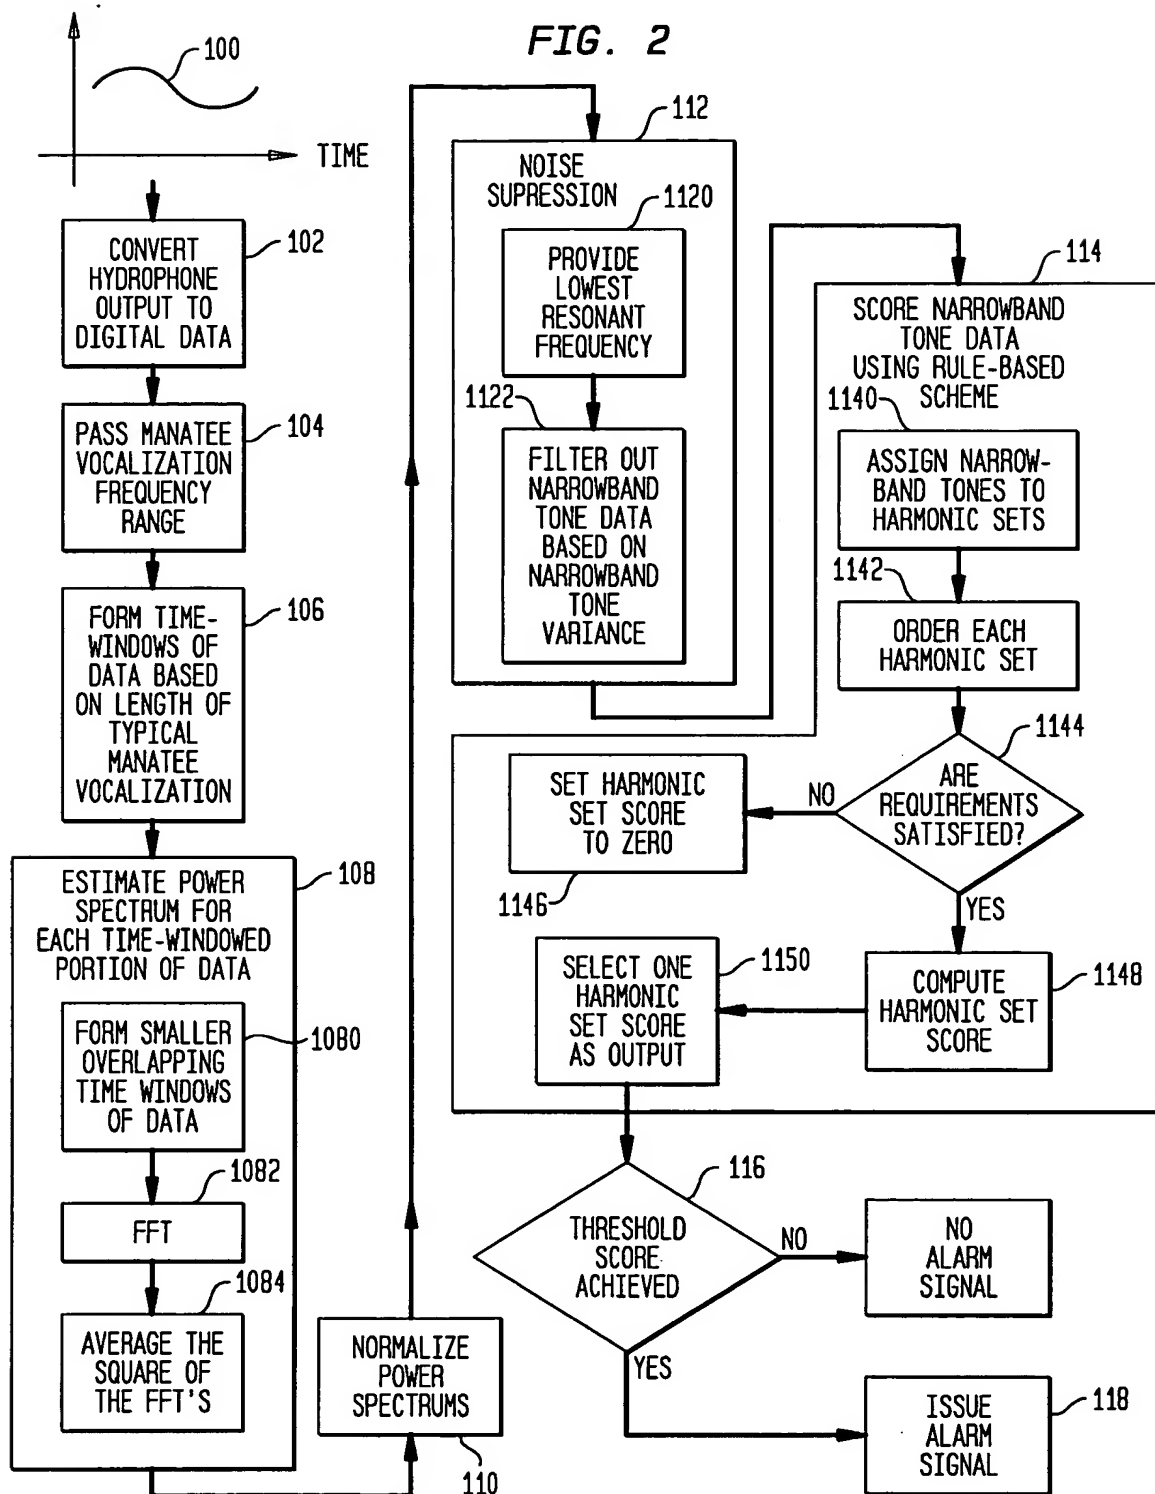 FIG. 2
100
TIME
CONVERT
HYDROPHONE
OUTPUT TO
DIGITAL DATA
102
PASS MANATEE
VOCALIZATION
FREQUENCY
RANGE
104
FORM TIME-
WINDOWS OF
DATA BASED
ON LENGTH OF
TYPICAL
MANATEE
VOCALIZATION
106
ESTIMATE POWER
SPECTRUM FOR
EACH TIME-WINDOWED
PORTION OF DATA
108
FORM SMALLER
OVERLAPPING
TIME WINDOWS
OF DATA
1080
1082
FFT
1084
AVERAGE THE
SQUARE OF
THE FFT'S
NORMALIZE
POWER
SPECTRUMS
110
112
NOISE
SUPRESSION
1120
PROVIDE
LOWEST
RESONANT
FREQUENCY
1122
FILTER OUT
NARROWBAND
TONE DATA
BASED ON
NARROWBAND
TONE
VARIANCE
114
SCORE NARROWBAND
TONE DATA
USING RULE-BASED
SCHEME
1140
ASSIGN NARROW-
BAND TONES TO
HARMONIC SETS
1142
ORDER EACH
HARMONIC SET
1144
ARE
REQUIREMENTS
SATISFIED?
NO
SET HARMONIC
SET SCORE
TO ZERO
1146
YES
COMPUTE
HARMONIC SET
SCORE
1148
SELECT ONE
HARMONIC
SET SCORE
AS OUTPUT
1150
116
THRESHOLD
SCORE
ACHIEVED
NO
NO
ALARM
SIGNAL
YES
ISSUE
ALARM
SIGNAL
118